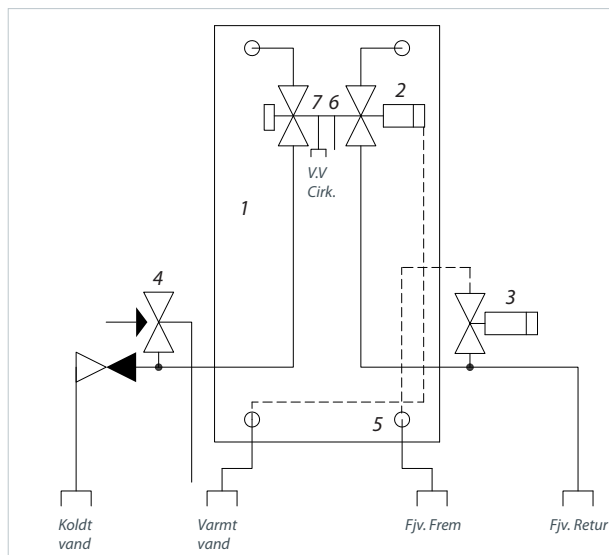 7 6
2
V.V
Cirk.
1
4
3
5
Koldt
vand
Varmt
vand
Fjv. Frem
Fjv. Retur